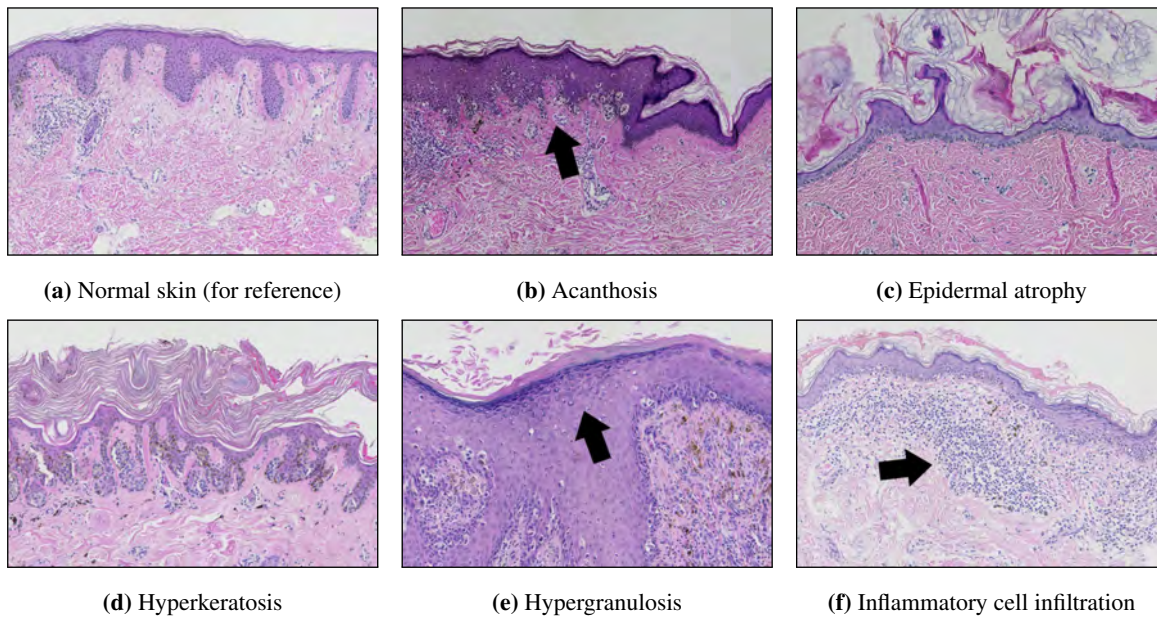 (a) Normal skin (for reference)
(b) Acanthosis
(c) Epidermal atrophy
(d) Hyperkeratosis
(e) Hypergranulosis
(f) Inflammatory cell infiltration